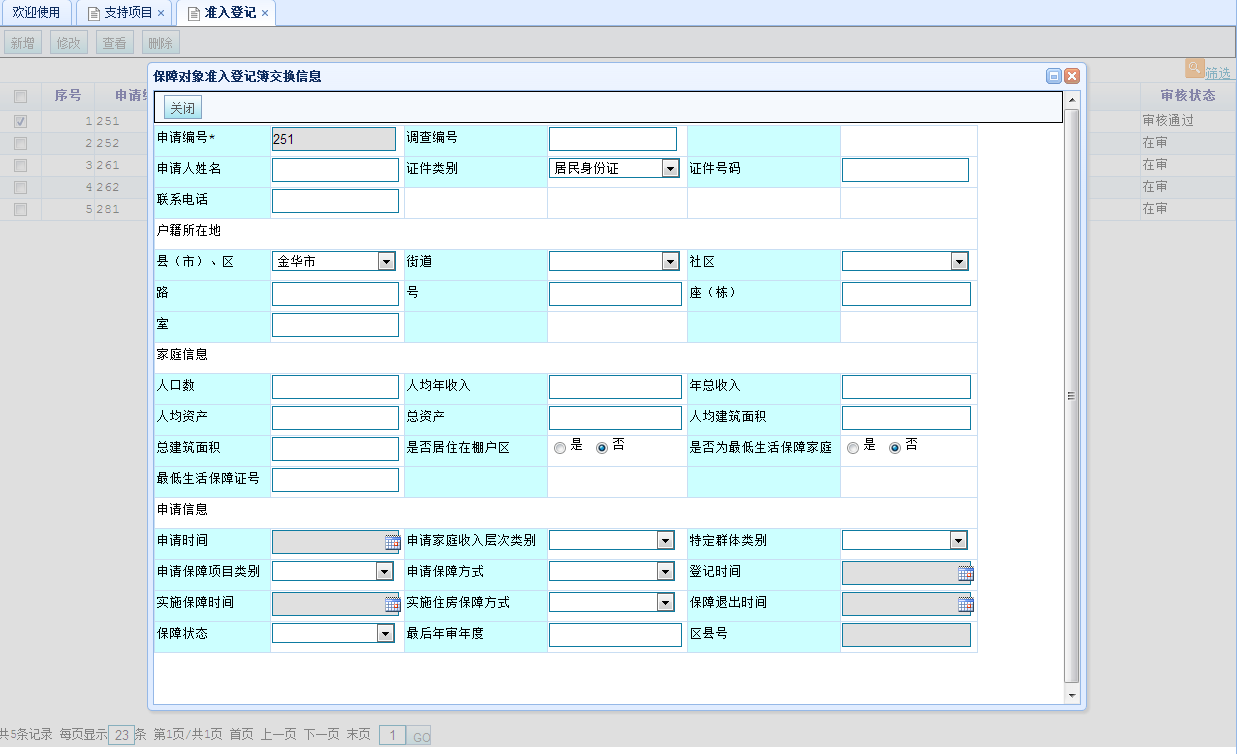 欢迎使用 支持项目 × 准入登记 ×
新增 修改 查看 删除
筛选
序号 申请 审核状态
1 251 审核通过
2 252 在审
3 261 在审
4 262 在审
5 281 在审
保障对象准入登记簿交换信息
关闭
申请编号* 251 调查编号
申请人姓名 证件类别 居民身份证 证件号码
联系电话
户籍所在地
县（市）、区 金华市 街道 社区
路 号 座（栋）
室
家庭信息
人口数 人均年收入 年总收入
人均资产 总资产 人均建筑面积
总建筑面积 是否居住在棚户区 是 否 是否为最低生活保障家庭 是 否
最低生活保障证号
申请信息
申请时间 申请家庭收入层次类别 特定群体类别
申请保障项目类别 申请保障方式 登记时间
实施保障时间 实施住房保障方式 保障退出时间
保障状态 最后年审年度 区县号
共5条记录 每页显示 23 条 第1页/共1页 首页 上一页 下一页 末页 1 GO